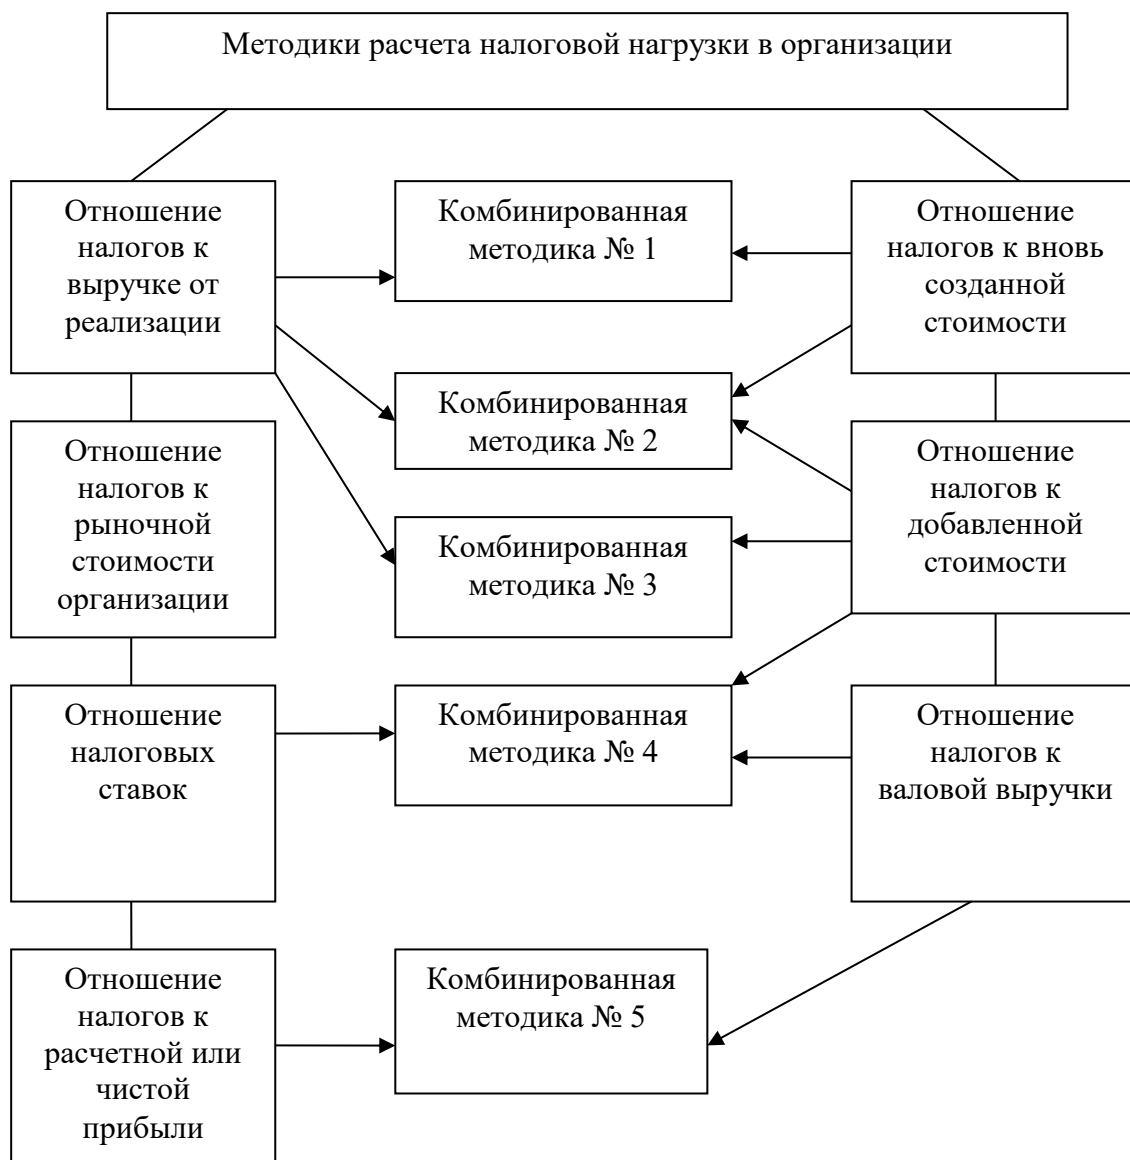 Методики расчета налоговой нагрузки в организации
Отношение
налогов к
выручке от
реализации
Комбинированная
методика № 1
Отношение
налогов к вновь
созданной
стоимости
Комбинированная
методика № 2
Отношение
налогов к
рыночной
стоимости
организации
Комбинированная
методика № 3
Отношение
налогов к
добавленной
стоимости
Отношение
налоговых
ставок
Комбинированная
методика № 4
Отношение
налогов к
валовой выручки
Отношение
налогов к
расчетной или
чистой
прибыли
Комбинированная
методика № 5